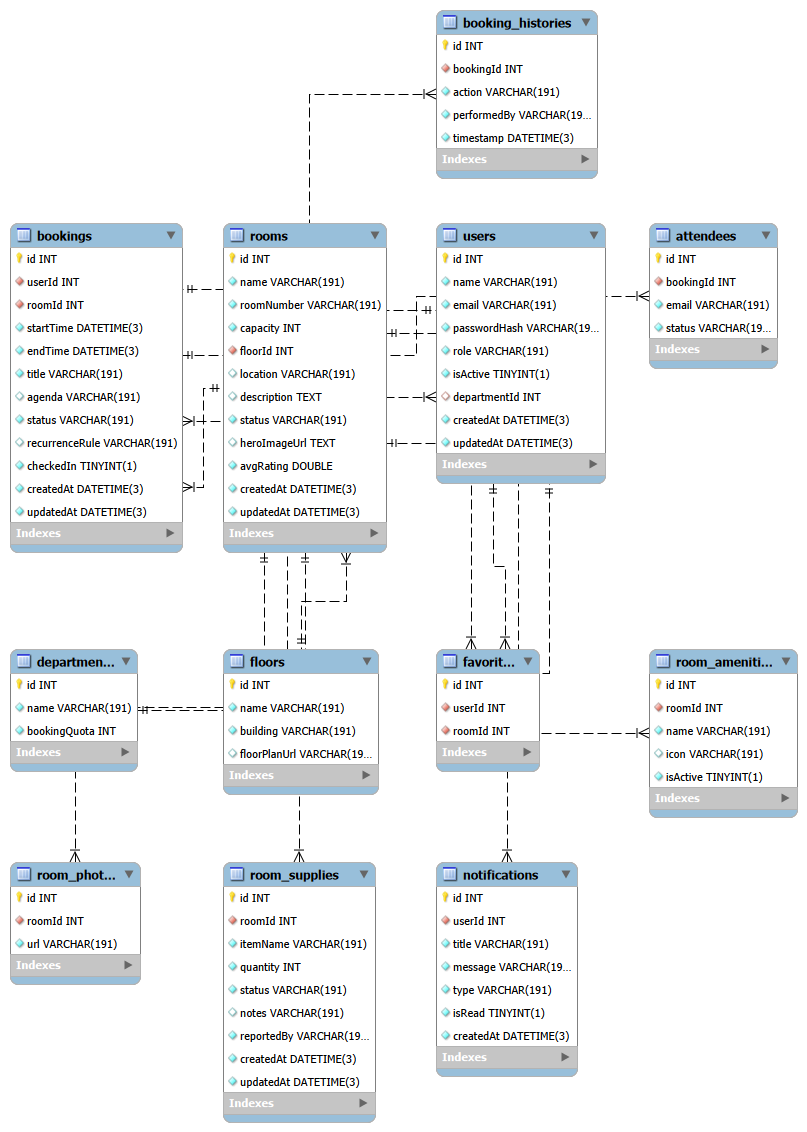 booking_histories
id INT
bookingId INT
action VARCHAR(191)
performedBy VARCHAR(19...
timestamp DATETIME(3)
Indexes
bookings
id INT
userId INT
roomId INT
startTime DATETIME(3)
endTime DATETIME(3)
title VARCHAR(191)
agenda VARCHAR(191)
status VARCHAR(191)
recurrenceRule VARCHAR(191)
checkedIn TINYINT(1)
createdAt DATETIME(3)
updatedAt DATETIME(3)
Indexes
rooms
id INT
name VARCHAR(191)
roomNumber VARCHAR(191)
capacity INT
floorId INT
location VARCHAR(191)
description TEXT
status VARCHAR(191)
heroImageUrl TEXT
avgRating DOUBLE
createdAt DATETIME(3)
updatedAt DATETIME(3)
Indexes
users
id INT
name VARCHAR(191)
email VARCHAR(191)
passwordHash VARCHAR(19...
role VARCHAR(191)
isActive TINYINT(1)
departmentId INT
createdAt DATETIME(3)
updatedAt DATETIME(3)
Indexes
attendees
id INT
bookingId INT
email VARCHAR(191)
status VARCHAR(19...
Indexes
departmen...
id INT
name VARCHAR(191)
bookingQuota INT
Indexes
floors
id INT
name VARCHAR(191)
building VARCHAR(191)
floorPlanUrl VARCHAR(19...
Indexes
favorit...
id INT
userId INT
roomId INT
Indexes
room_ameniti...
id INT
roomId INT
name VARCHAR(191)
icon VARCHAR(191)
isActive TINYINT(1)
Indexes
room_phot...
id INT
roomId INT
url VARCHAR(191)
Indexes
room_supplies
id INT
roomId INT
itemName VARCHAR(191)
quantity INT
status VARCHAR(191)
notes VARCHAR(191)
reportedBy VARCHAR(19...
createdAt DATETIME(3)
updatedAt DATETIME(3)
Indexes
notifications
id INT
userId INT
title VARCHAR(191)
message VARCHAR(19...
type VARCHAR(191)
isRead TINYINT(1)
createdAt DATETIME(3)
Indexes